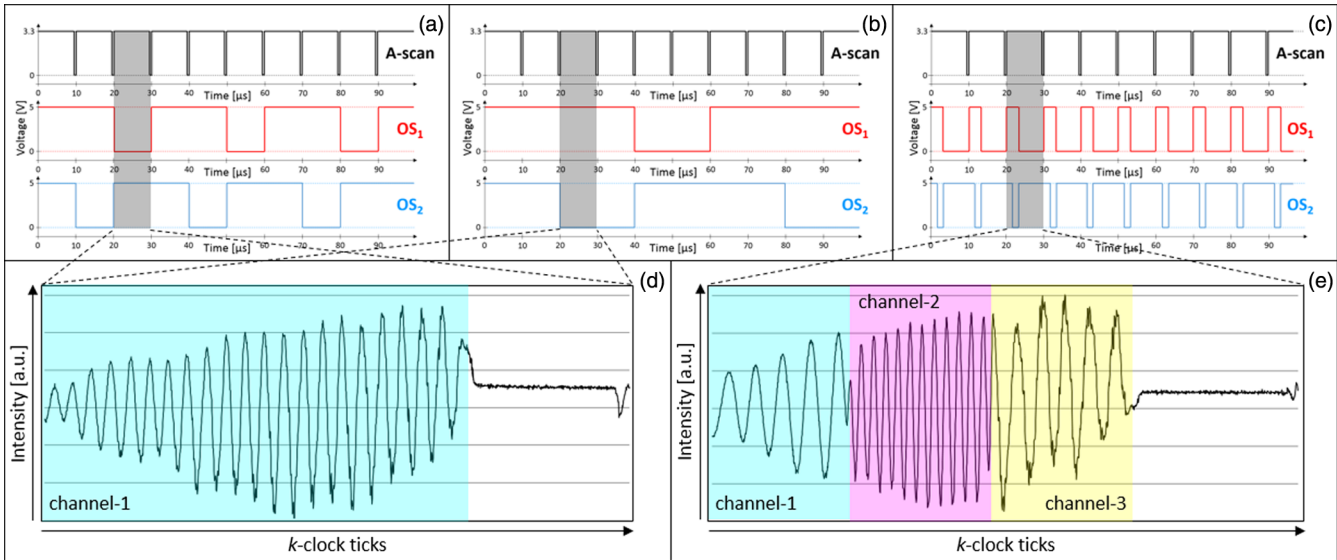 (a)
3.3
A-scan
0
0 10 20 30 40 50 60 70 80 90
Time [µs]
Voltage [V]
5
OS1
0
0 10 20 30 40 50 60 70 80 90
Time [µs]
5
OS2
0
0 10 20 30 40 50 60 70 80 90
Time [µs]
(b)
3.3
A-scan
0
0 10 20 30 40 50 60 70 80 90
Time [µs]
Voltage [V]
5
OS1
0
0 10 20 30 40 50 60 70 80 90
Time [µs]
5
OS2
0
0 10 20 30 40 50 60 70 80 90
Time [µs]
(c)
3.3
A-scan
0
0 10 20 30 40 50 60 70 80 90
Time [µs]
Voltage [V]
5
OS1
0
0 10 20 30 40 50 60 70 80 90
Time [µs]
5
OS2
0
0 10 20 30 40 50 60 70 80 90
Time [µs]
(d)
Intensity [a.u.]
channel-1
k-clock ticks
(e)
Intensity [a.u.]
channel-2
channel-1
channel-3
k-clock ticks